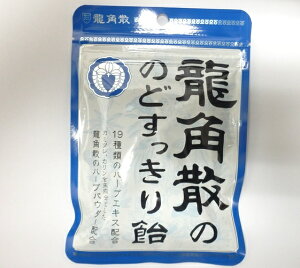 龍角散
龍角散の
のどすっきり飴
19種類のハーブエキス配合
龍角散のハーブパウダー配合